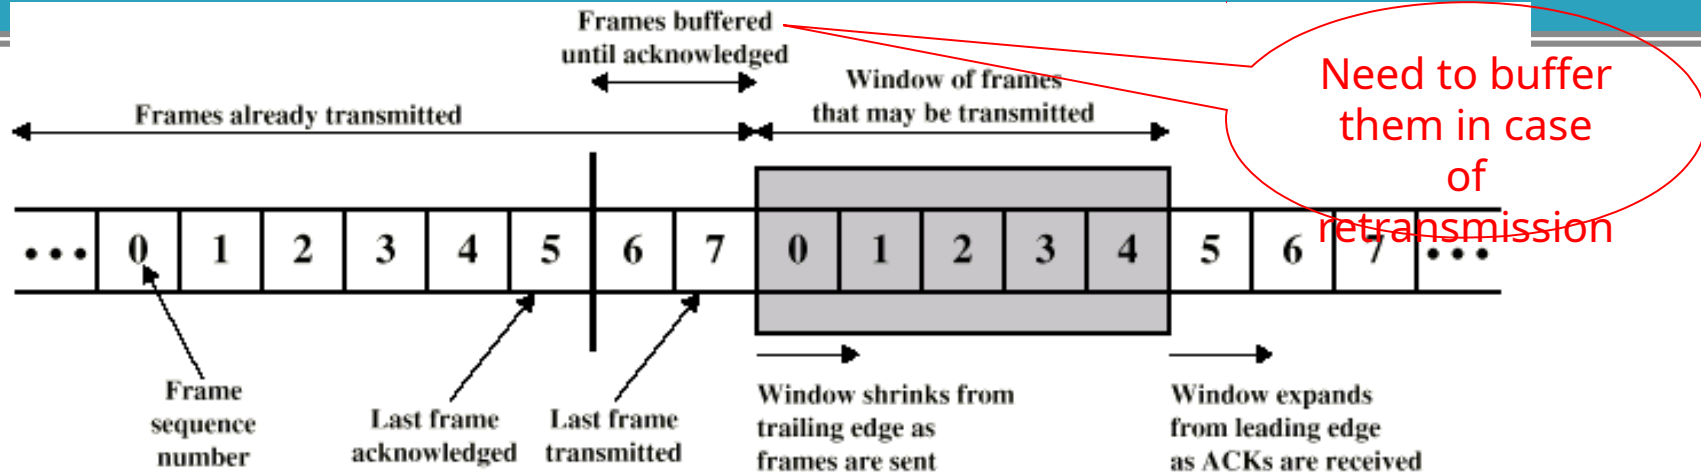 Frames buffered
until acknowledged
Need to buffer
them in case
of
retransmission
Window of frames
that may be transmitted
Frames already transmitted
••• 0 1 2 3 4 5 6 7 0 1 2 3 4 5 6 7 •••
Frame
sequence
number
Last frame
acknowledged
Last frame
transmitted
Window shrinks from
trailing edge as
frames are sent
Window expands
from leading edge
as ACKs are received